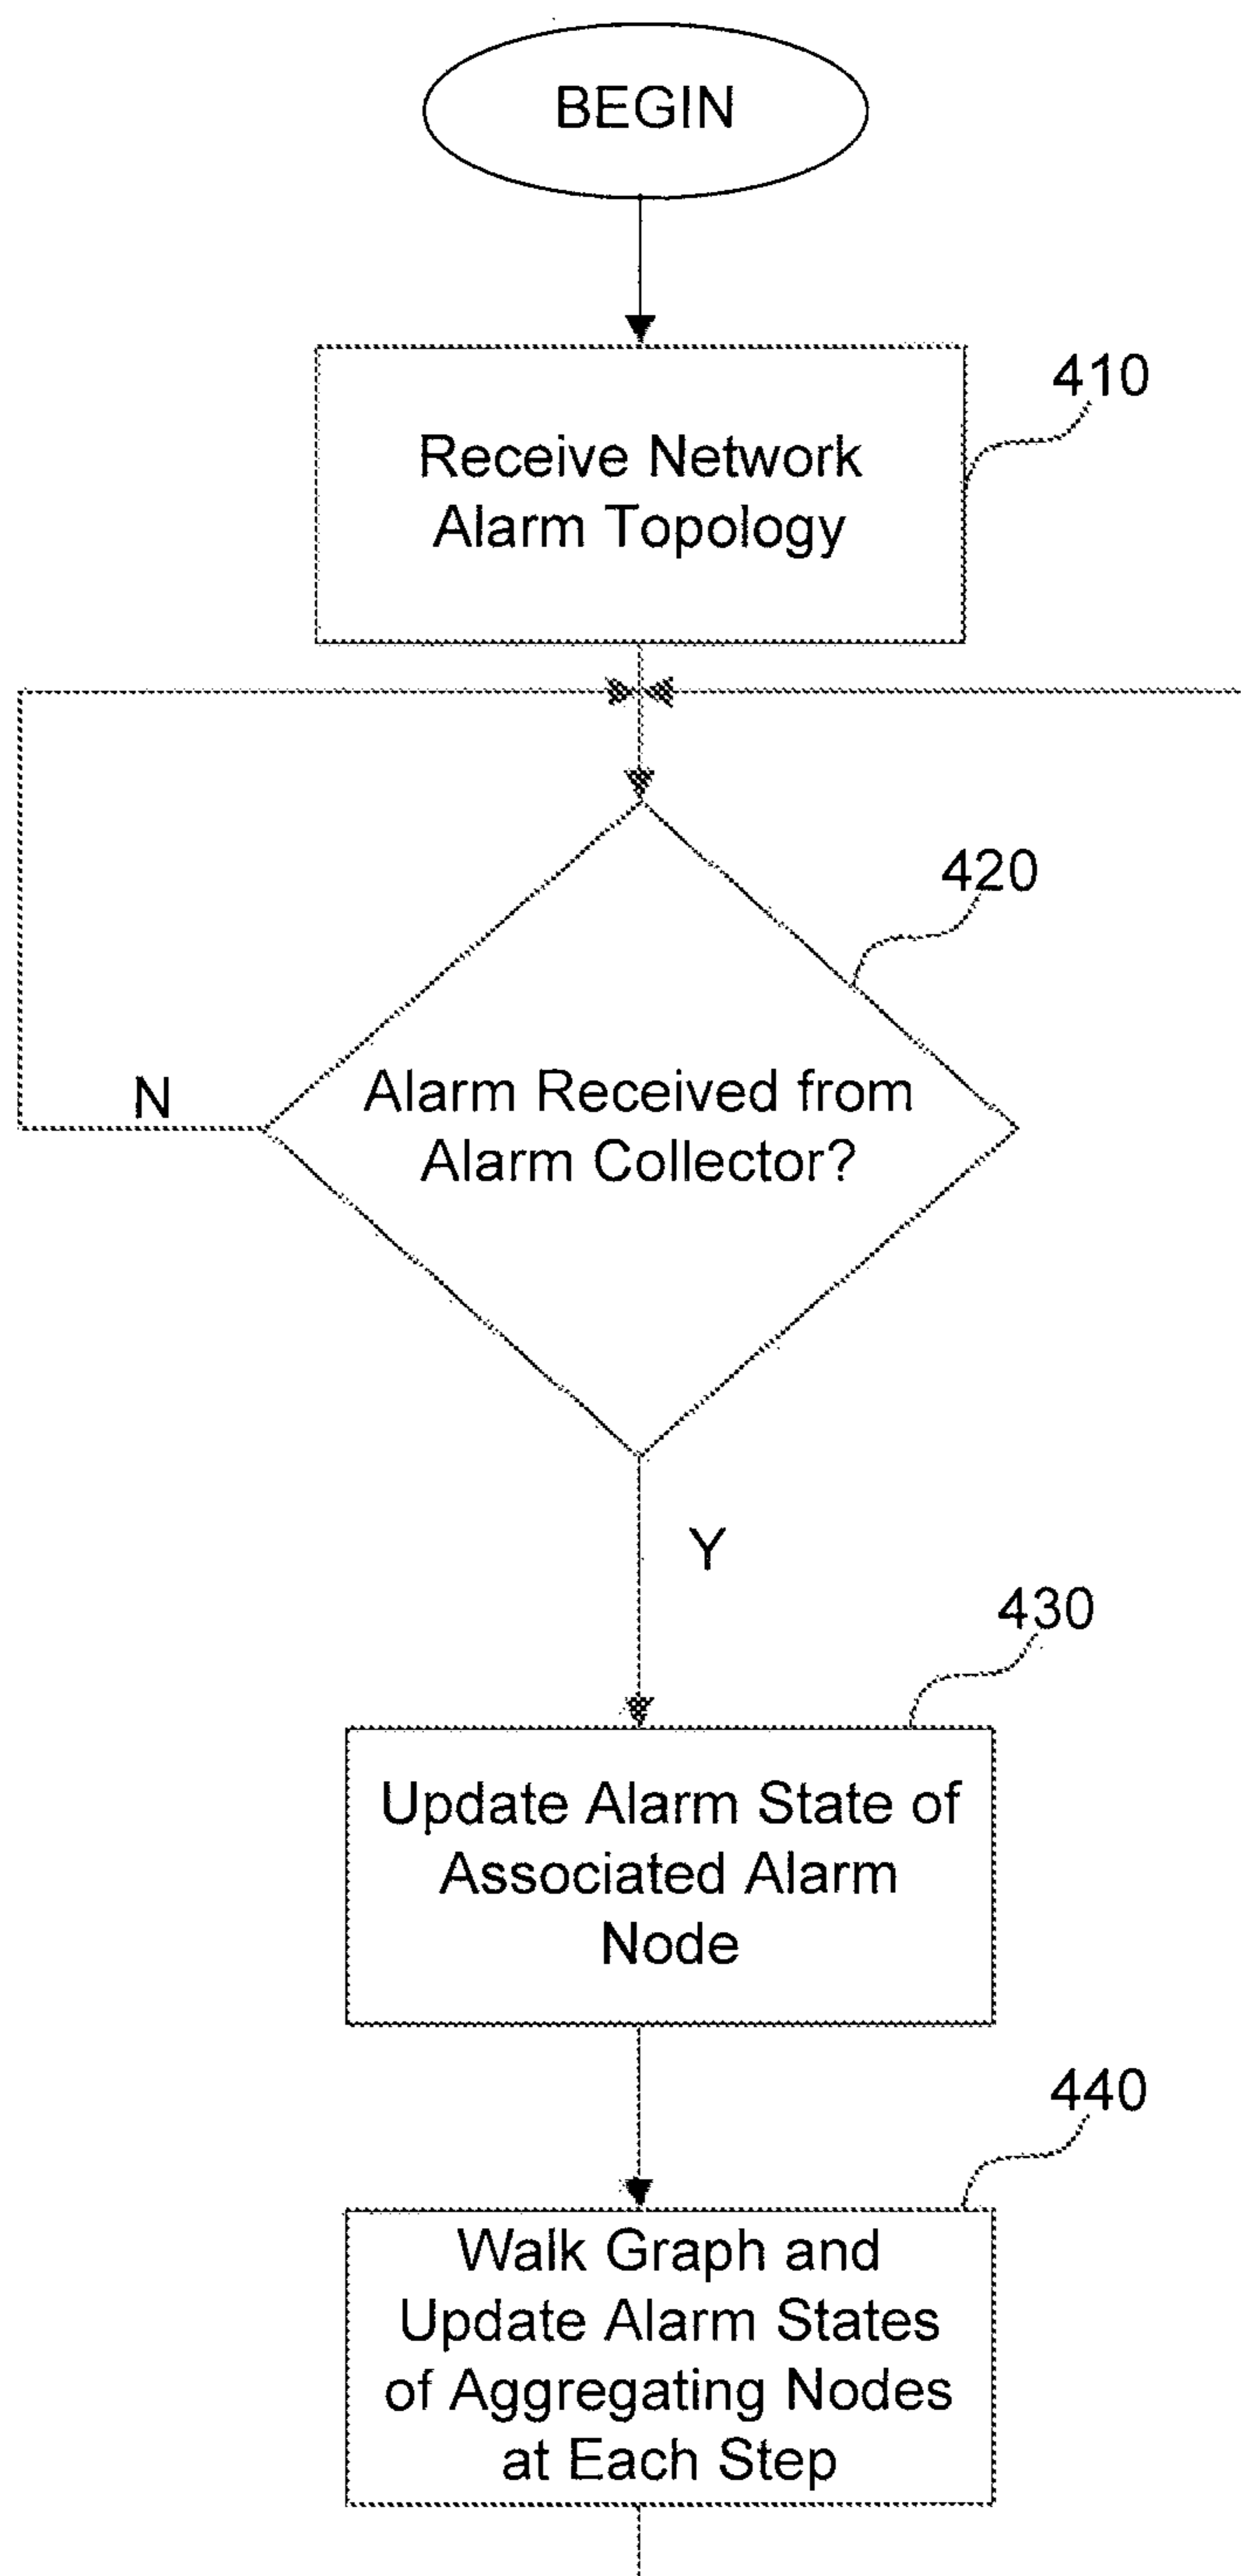 BEGIN
410
Receive Network
Alarm Topology
420
N
Alarm Received from
Alarm Collector?
Y
430
Update Alarm State of
Associated Alarm
Node
440
Walk Graph and
Update Alarm States
of Aggregating Nodes
at Each Step